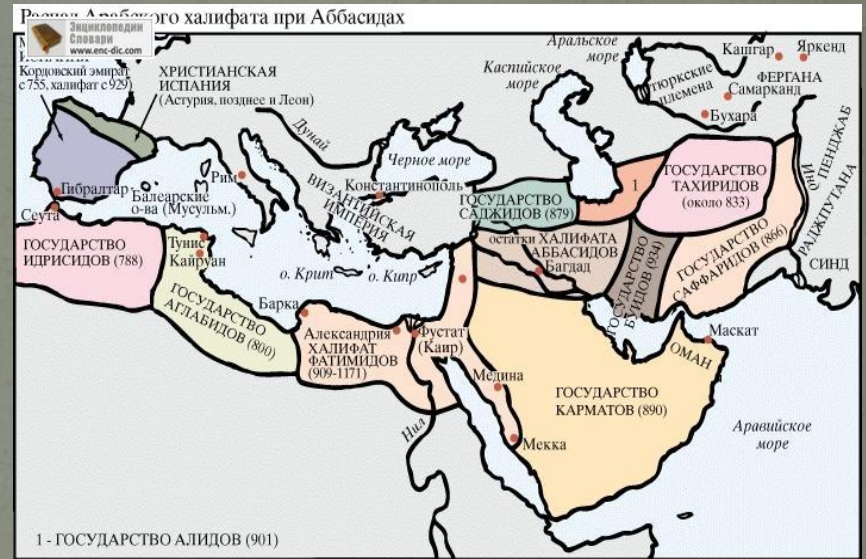 Распад Арабского халифата при Аббасидах
Энциклопедии
Словари
www.enc-dic.com
Кордовский эмират
с 755, халифат с 929)
ХРИСТИАНСКАЯ
ИСПАНИЯ
(Астурия, позднее и Леон)
Гибралтар
Сеута
Балеарские
о-ва (Мусульм.)
Рим
Дунай
Черное море
Константинополь
ВИЗАНТИЙСКАЯ
ИМПЕРИЯ
Каспийское
море
Аральское
море
тюркские
племена
Кашгар
Яркенд
ФЕРГАНА
Самарканд
Бухара
ГОСУДАРСТВО
САДЖИДОВ (879)
1
ГОСУДАРСТВО
ТАХИРИДОВ
(около 833)
Инд
ПЕНДЖАБ
РАДЖПУТАНА
СИНД
ГОСУДАРСТВО
ИДРИСИДОВ (788)
Тунис
Кайруан
ГОСУДАРСТВО
АГЛАБИДОВ (800)
о. Крит
о. Кипр
остатки ХАЛИФАТА
АББАСИДОВ
Багдад
ГОСУДАРСТВО
БУИДОВ (934)
ГОСУДАРСТВО
САФФАРИДОВ (866)
Барка
Александрия
ХАЛИФАТ
ФАТИМИДОВ
(909-1171)
Фустат
(Каир)
Нил
Медина
Мекка
ГОСУДАРСТВО
КАРМАТОВ (890)
ОМАН
Маскат
Аравийское
море
1 - ГОСУДАРСТВО АЛИДОВ (901)